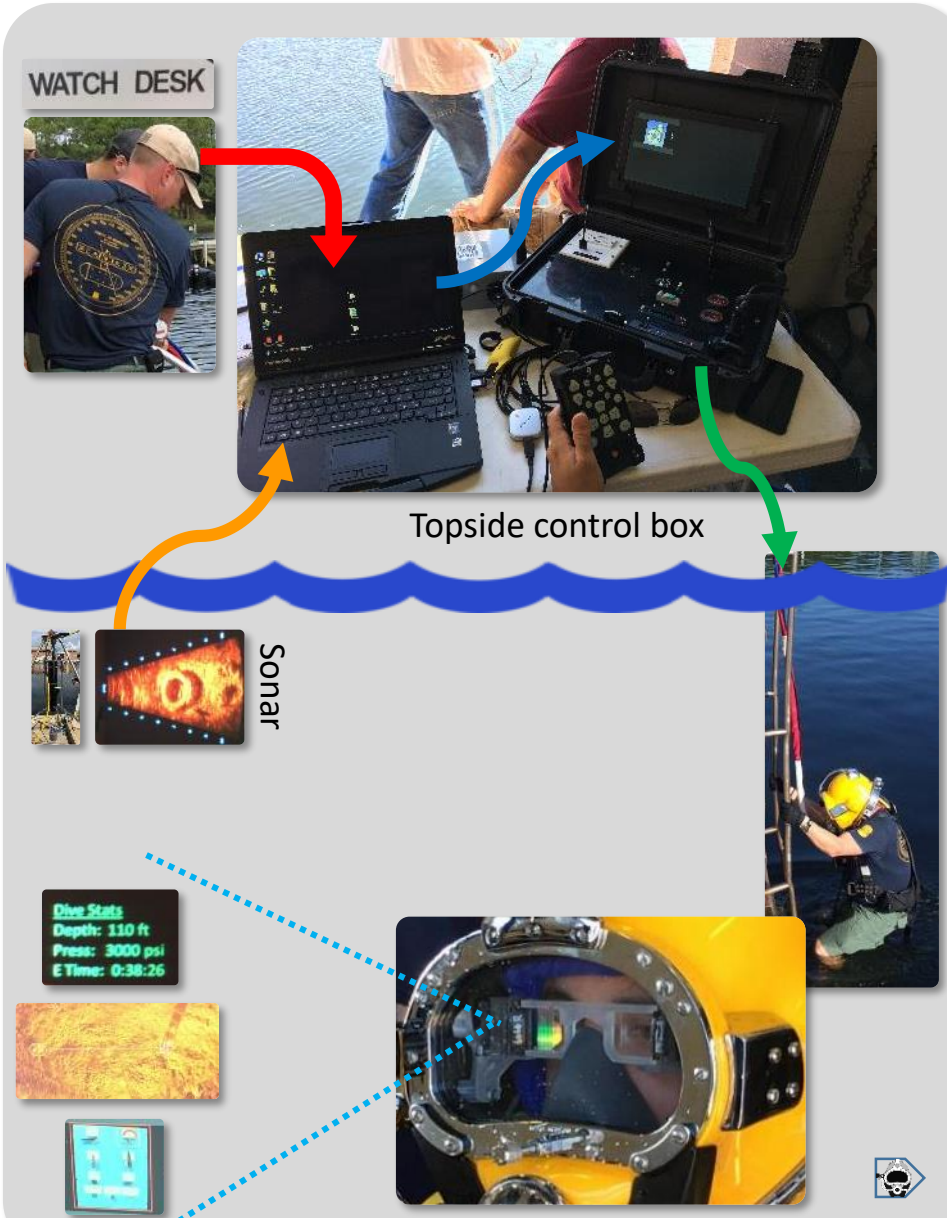 WATCH DESK
Topside control box
Sonar
Dive Stats
Depth: 110 ft
Press: 3000 psi
E Time: 0:38:26